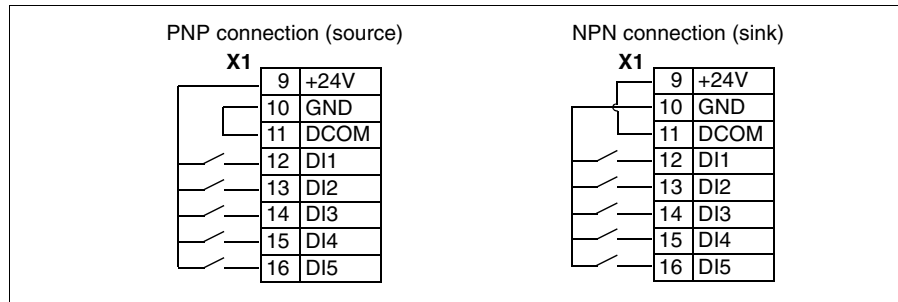 PNP connection (source)
X1
9 +24V
10 GND
11 DCOM
12 DI1
13 DI2
14 DI3
15 DI4
16 DI5
NPN connection (sink)
X1
9 +24V
10 GND
11 DCOM
12 DI1
13 DI2
14 DI3
15 DI4
16 DI5